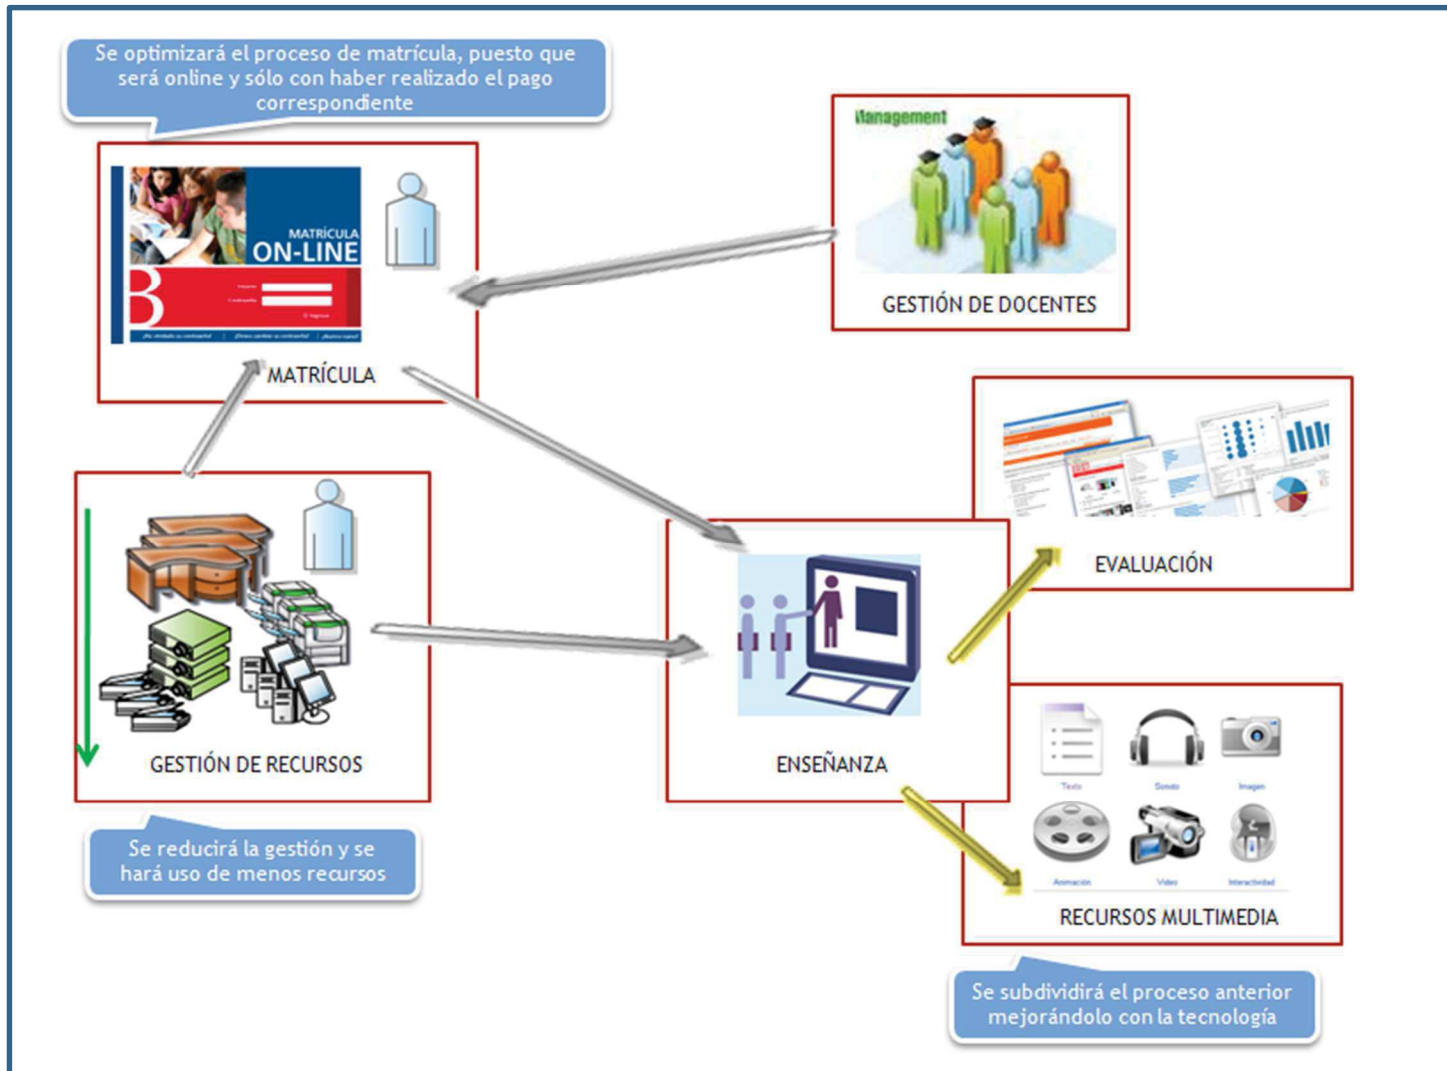 Se optimizará el proceso de matrícula, puesto que
será online y sólo con haber realizado el pago
correspondiente
Management
MATRÍCULA
ON-LINE
B
MATRÍCULA
GESTIÓN DE DOCENTES
EVALUACIÓN
GESTIÓN DE RECURSOS
ENSEÑANZA
Texto
Sonido
Imagen
Animación
Video
Interactividad
RECURSOS MULTIMEDIA
Se reducirá la gestión y se
hará uso de menos recursos
Se subdividirá el proceso anterior
mejorándolo con la tecnología